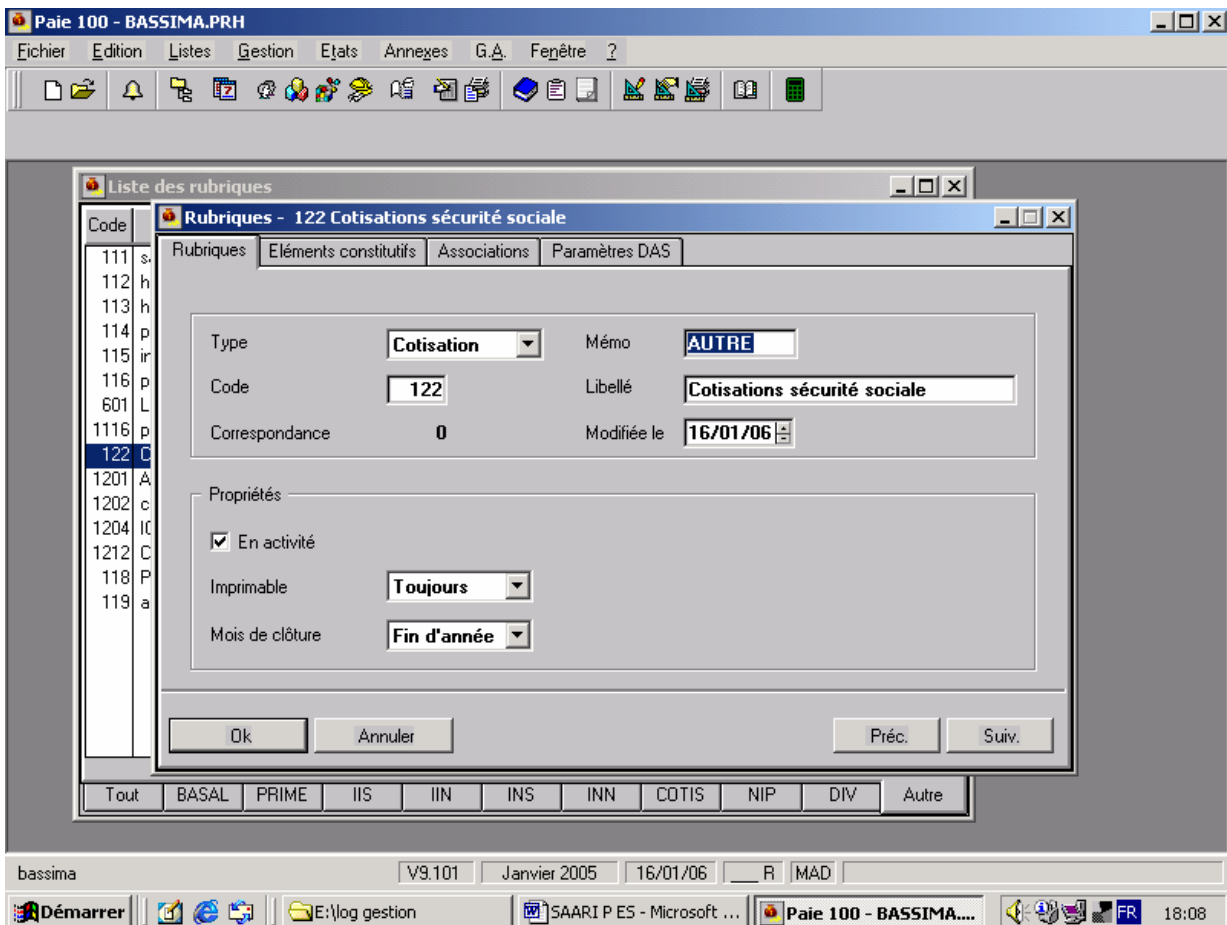 Paie 100 - BASSIMA.PRH
Fichier Edition Listes Gestion Etats Annexes G.A. Fenêtre ?
Liste des rubriques
Code
Rubriques - 122 Cotisations sécurité sociale
Rubriques Eléments constitutifs Associations Paramètres DAS
111 s
112 h
113 h
114 p
115 in
116 p
601 L
1116 p
122 C
1201 A
1202 c
1204 IC
1212 C
118 P
119 a
Type Cotisation Mémo AUTRE
Code 122 Libellé Cotisations sécurité sociale
Correspondance 0 Modifiée le 16/01/06
Propriétés
En activité
Imprimable Toujours
Mois de clôture Fin d'année
Ok Annuler Préc. Suiv.
Tout BASAL PRIME IIS IIN INS INN COTIS NIP DIV Autre
bassima V9.101 Janvier 2005 16/01/06 ___ R MAD
Démarrer E:\log gestion SAARI P ES - Microsoft ... Paie 100 - BASSIMA.... FR 18:08